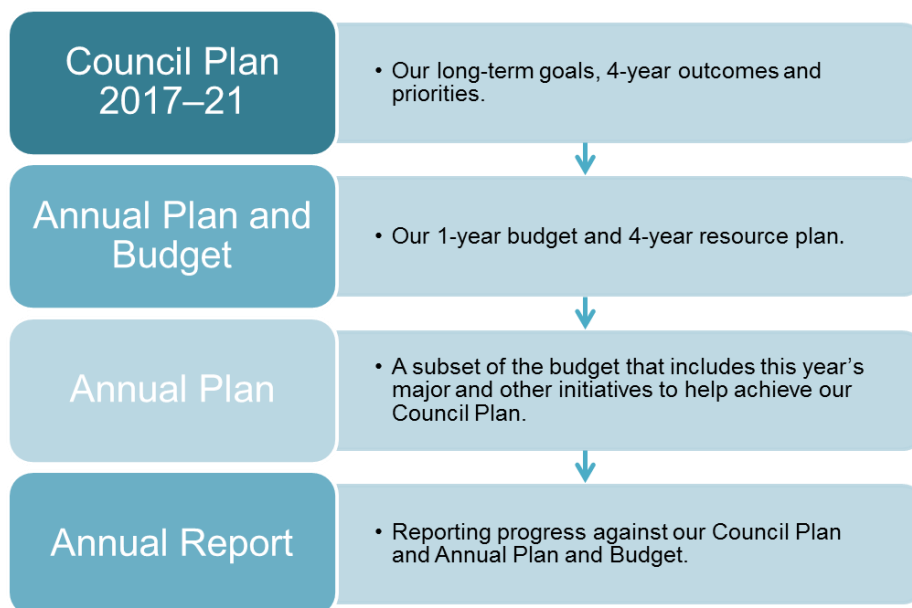 Council Plan
2017–21
• Our long-term goals, 4-year outcomes and
priorities.
Annual Plan and
Budget
• Our 1-year budget and 4-year resource plan.
Annual Plan
• A subset of the budget that includes this year’s
major and other initiatives to help achieve our
Council Plan.
Annual Report
• Reporting progress against our Council Plan
and Annual Plan and Budget.